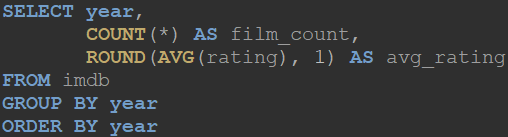 SELECT year,
       COUNT(*) AS film_count,
       ROUND(AVG(rating), 1) AS avg_rating
FROM imdb
GROUP BY year
ORDER BY year